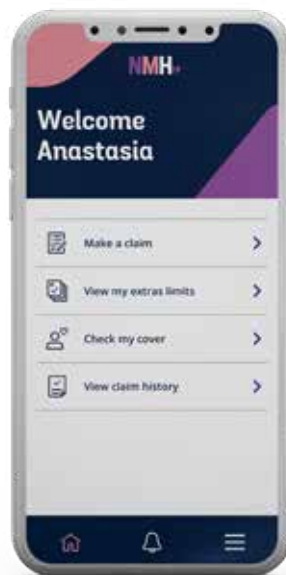 NMH
Welcome
Anastasia
Make a claim
View my extras limits
Check my cover
View claim history